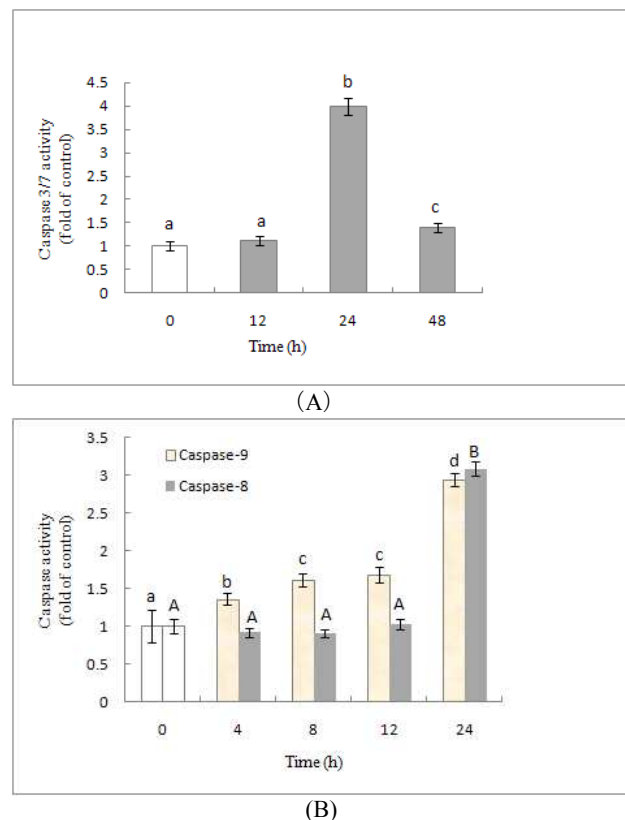 Caspase 3/7 activity
(fold of control)
4.5
4
3.5
3
2.5
2
1.5
1
0.5
0
a
a
b
c
0 12 24 48
Time (h)
(A)
Caspase activity
(fold of control)
3.5
3
2.5
2
1.5
1
0.5
0
Caspase-9
Caspase-8
a A b A c A c A d B
0 4 8 12 24
Time (h)
(B)